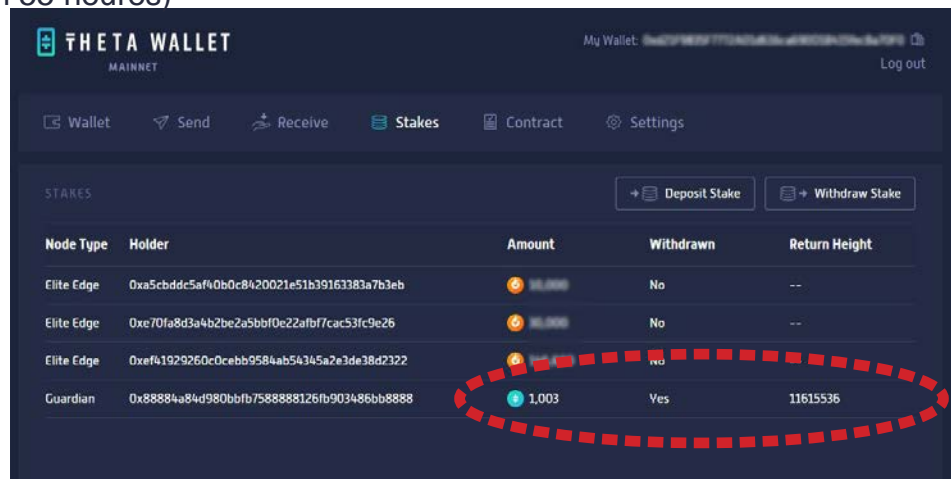 THETA WALLET
MAINNET
My Wallet:
Log out
Wallet Send Receive Stakes Contract Settings
STAKES Deposit Stake Withdraw Stake
Node Type Holder Amount Withdrawn Return Height
Elite Edge 0xa5cbddc5af40b0c8420021e51b39163383a7b3eb No --
Elite Edge 0xe70fa8d3a4b2be2a5bbf0e22afbf7cac53fc9e26 No --
Elite Edge 0xef41929260c0cebb9584ab54345a2e3de38d2322 No
Guardian 0x88884a84d980bbfb7588888126fb903486bb8888 1,003 Yes 11615536